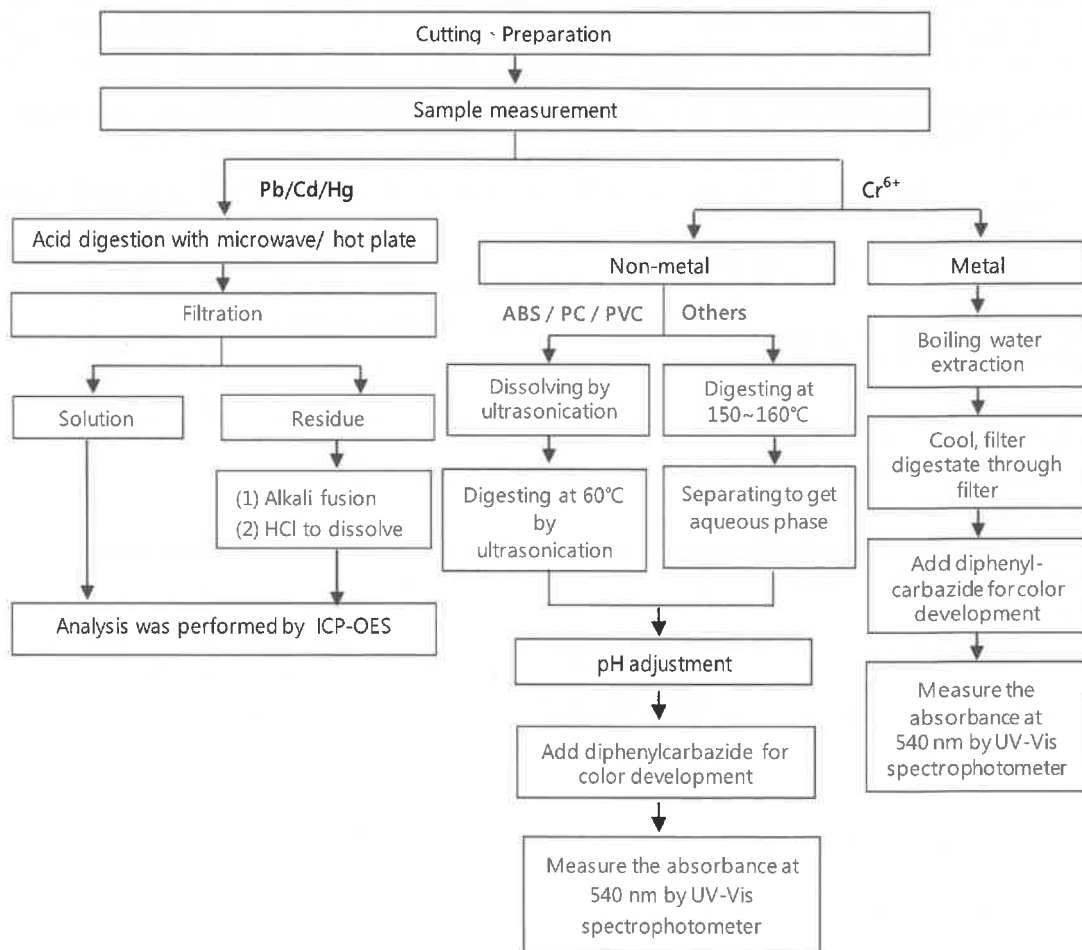 Cutting、Preparation
Sample measurement
Pb/Cd/Hg
Acid digestion with microwave/ hot plate
Filtration
Solution
Residue
(1) Alkali fusion
(2) HCl to dissolve
Analysis was performed by ICP-OES
Cr6+
Non-metal
ABS / PC / PVC
Others
Dissolving by
ultrasonication
Digesting at 60℃
by
ultrasonication
Digesting at
150~160℃
Separating to get
aqueous phase
pH adjustment
Add diphenylcarbazide for
color development
Measure the absorbance at
540 nm by UV-Vis
spectrophotometer
Metal
Boiling water
extraction
Cool, filter
digestate through
filter
Add diphenyl-
carbazide for color
development
Measure the
absorbance at
540 nm by UV-Vis
spectrophotometer